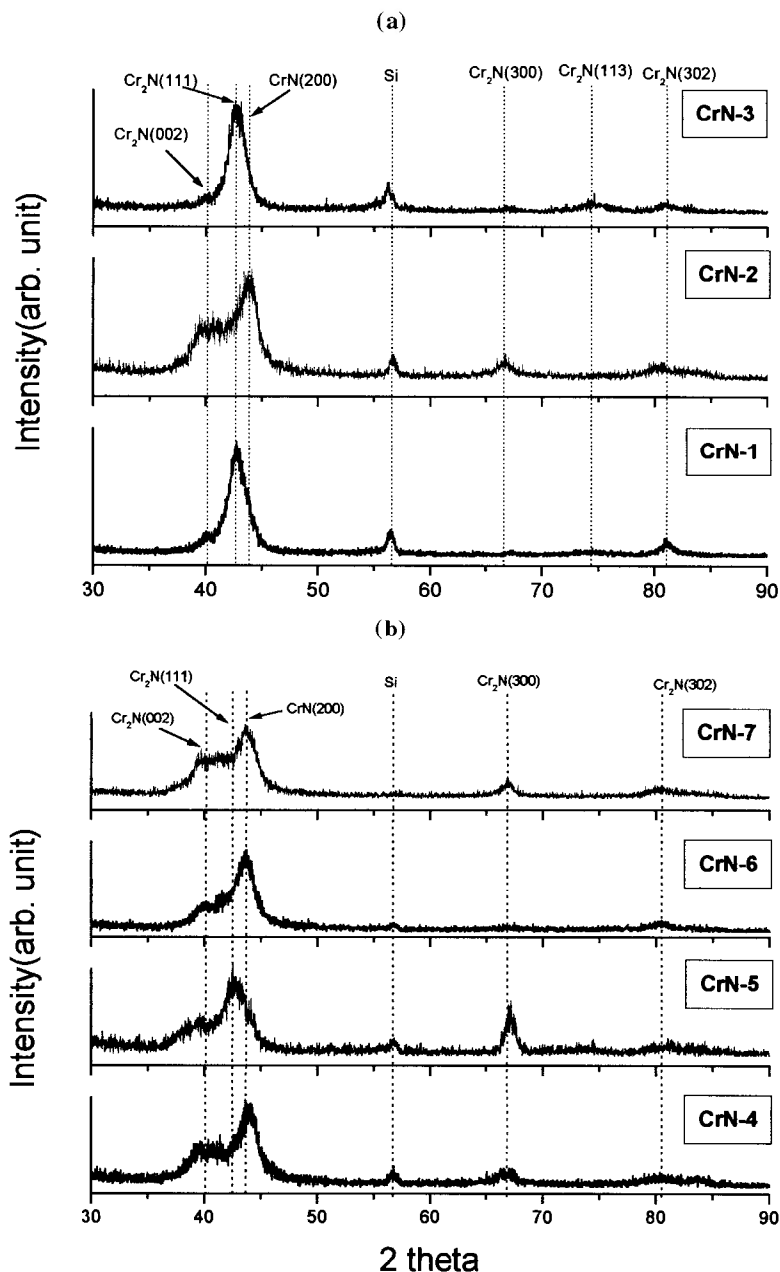 (a)
Cr₂N(111)
CrN(200)
Si
Cr₂N(300)
Cr₂N(113)
Cr₂N(302)
Cr₂N(002)
CrN-3
CrN-2
CrN-1
Intensity(arb. unit)
30 40 50 60 70 80 90
(b)
Cr₂N(111)
Cr₂N(002)
CrN(200)
Si
Cr₂N(300)
Cr₂N(302)
CrN-7
CrN-6
CrN-5
CrN-4
Intensity(arb. unit)
30 40 50 60 70 80 90
2 theta